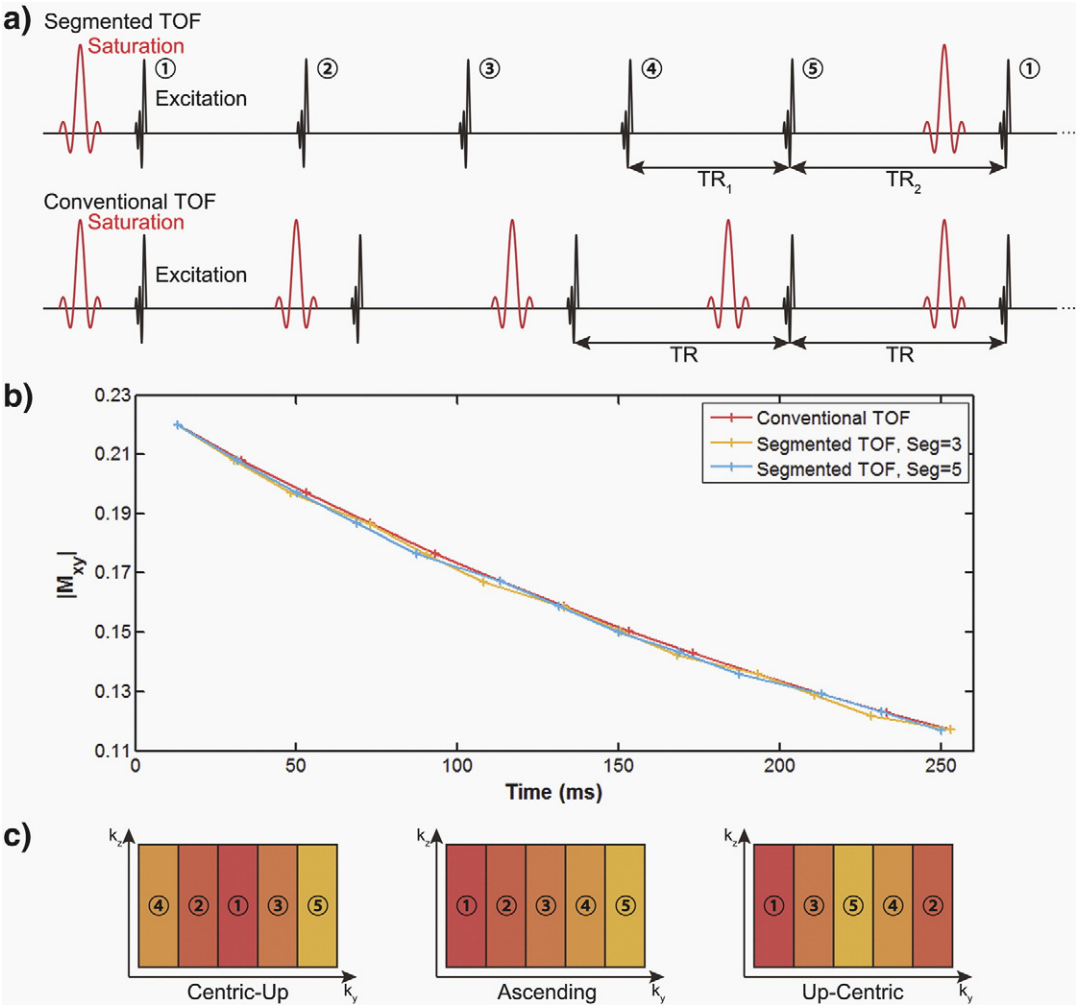 a)
Segmented TOF
Saturation
① ② ③ ④ ⑤ ①
Excitation
...
TR1 TR2
Conventional TOF
Saturation
Excitation
...
TR TR
b)
0.23
0.21
0.19
0.17
0.15
0.13
0.11
|Mxy|
Conventional TOF
Segmented TOF, Seg=3
Segmented TOF, Seg=5
0 50 100 150 200 250
Time (ms)
c)
kz kz kz
④ ② ① ③ ⑤ ① ② ③ ④ ⑤ ① ③ ⑤ ④ ②
Centric-Up ky Ascending ky Up-Centric ky